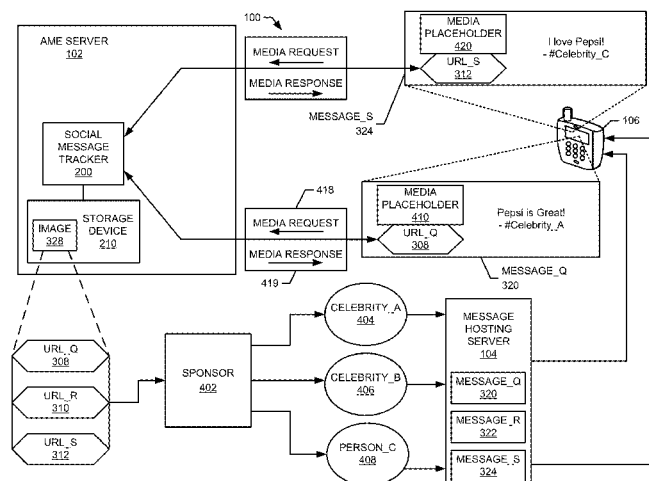 100
AME SERVER
102
MEDIA REQUEST
MEDIA RESPONSE
MEDIA
PLACEHOLDER
420
URL_S
312
I love Pepsi!
- #Celebrity_C
MESSAGE_S
324
106
SOCIAL
MESSAGE
TRACKER
200
IMAGE
328
STORAGE
DEVICE
210
418
MEDIA REQUEST
MEDIA RESPONSE
419
MEDIA
PLACEHOLDER
410
URL_Q
308
Pepsi is Great!
- #Celebrity_A
MESSAGE_Q
320
URL_Q
308
URL_R
310
URL_S
312
SPONSOR
402
CELEBRITY_A
404
CELEBRITY_B
406
PERSON_C
408
MESSAGE
HOSTING
SERVER
104
MESSAGE_Q
320
MESSAGE_R
322
MESSAGE_S
324